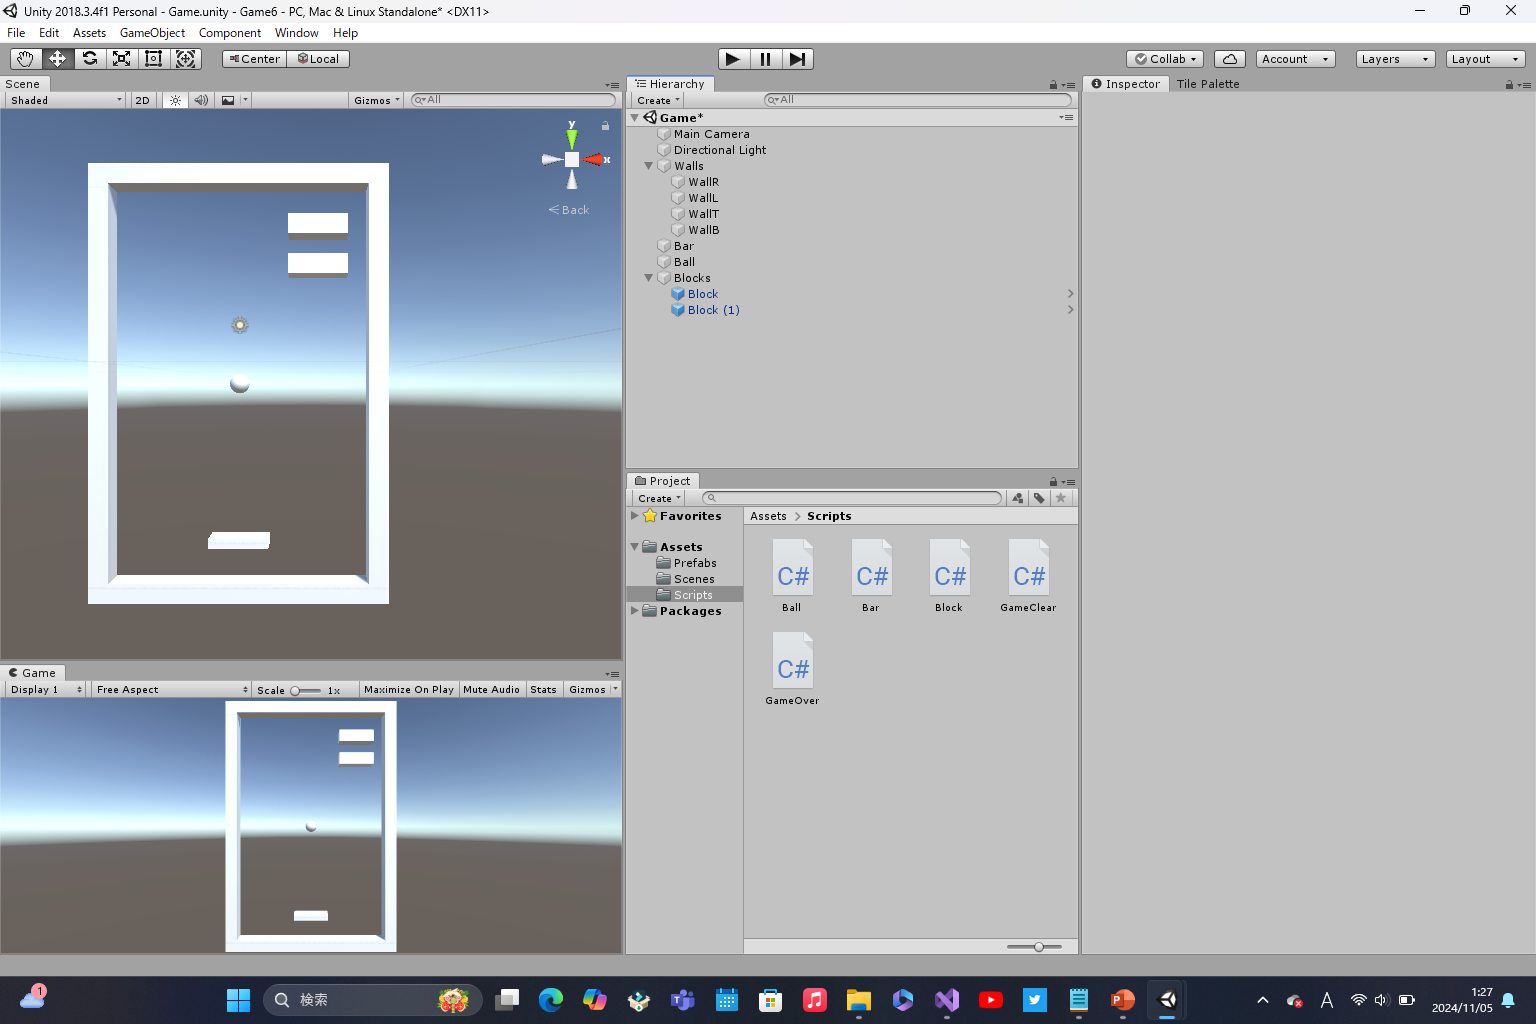 Unity 2018.3.4f1 Personal - Game.unity - Game6 - PC, Mac & Linux Standalone* <DX11>
File Edit Assets GameObject Component Window Help
Center Local Collab Account Layers Layout
Scene
Shaded 2D Gizmos All
y
x
Back
Game
Display 1 Free Aspect Scale 1x Maximize On Play Mute Audio Stats Gizmos
Hierarchy
Create All
Game*
Main Camera
Directional Light
Walls
WallR
WallL
WallT
WallB
Bar
Ball
Blocks
Block
Block (1)
Project
Create
Favorites
Assets
Prefabs
Scenes
Scripts
Packages
Assets > Scripts
C# C# C# C#
Ball Bar Block GameClear
C#
GameOver
Inspector Tile Palette
1
検索
A
1:27
2024/11/05